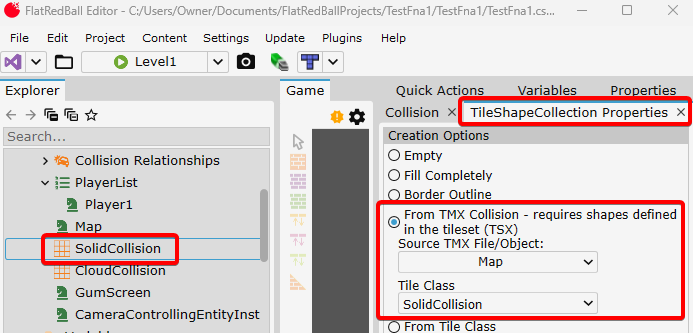 FlatRedBall Editor - C:/Users/Owner/Documents/FlatRedBallProjects/TestFna1/TestFna1/TestFna1.cs...
File Edit Project Content Settings Update Plugins Help
Level1
Explorer
Search...
Collision Relationships
PlayerList
Player1
Map
SolidCollision
CloudCollision
GumScreen
CameraControllingEntityInst
Game
Quick Actions Variables Properties
Collision × TileShapeCollection Properties ×
Creation Options
Empty
Fill Completely
Border Outline
From TMX Collision - requires shapes defined
in the tileset (TSX)
Source TMX File/Object:
Map
Tile Class
SolidCollision
From Tile Class